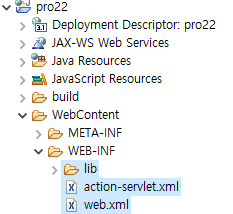 pro22
Deployment Descriptor: pro22
JAX-WS Web Services
Java Resources
JavaScript Resources
build
WebContent
META-INF
WEB-INF
lib
action-servlet.xml
web.xml